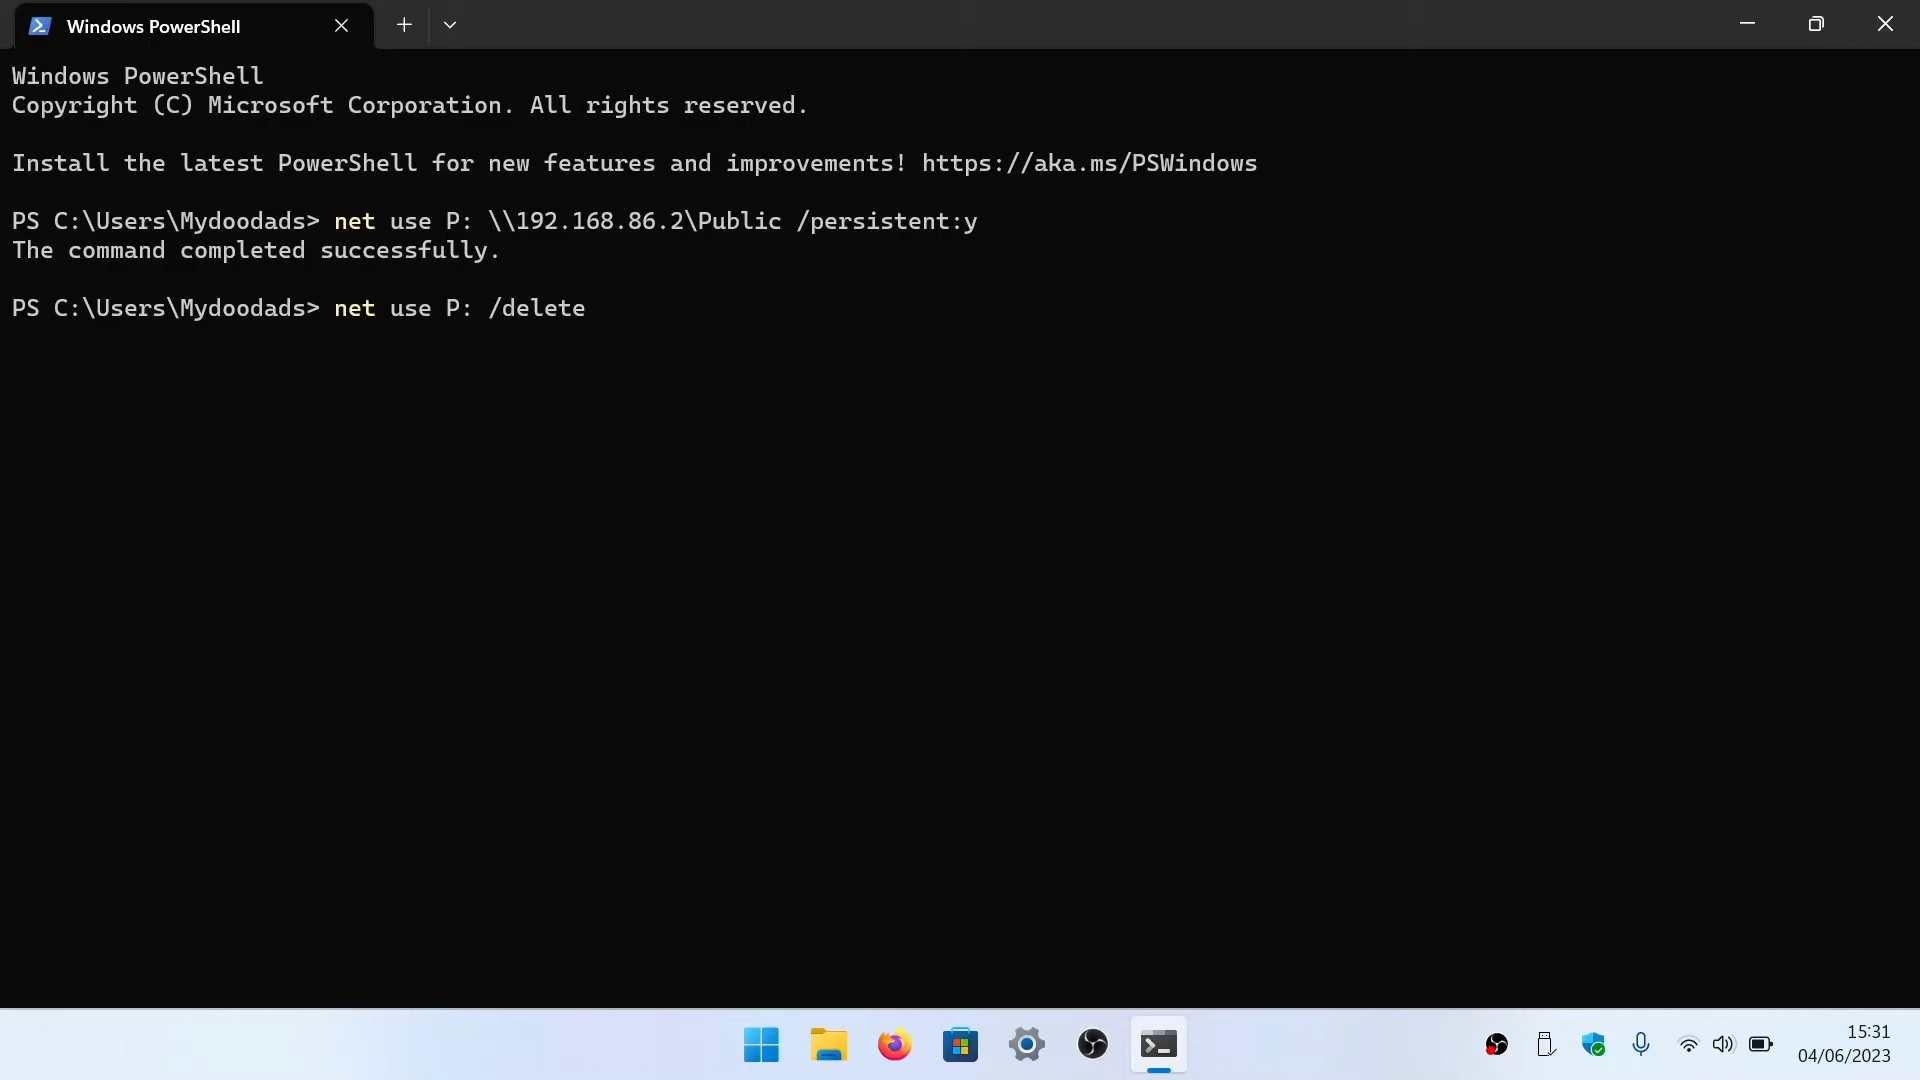 Windows PowerShell
Windows PowerShell
Copyright (C) Microsoft Corporation. All rights reserved.
Install the latest PowerShell for new features and improvements! https://aka.ms/PSWindows
PS C:\Users\Mydoodads> net use P: \\192.168.86.2\Public /persistent:y
The command completed successfully.
PS C:\Users\Mydoodads> net use P: /delete
15:31
04/06/2023